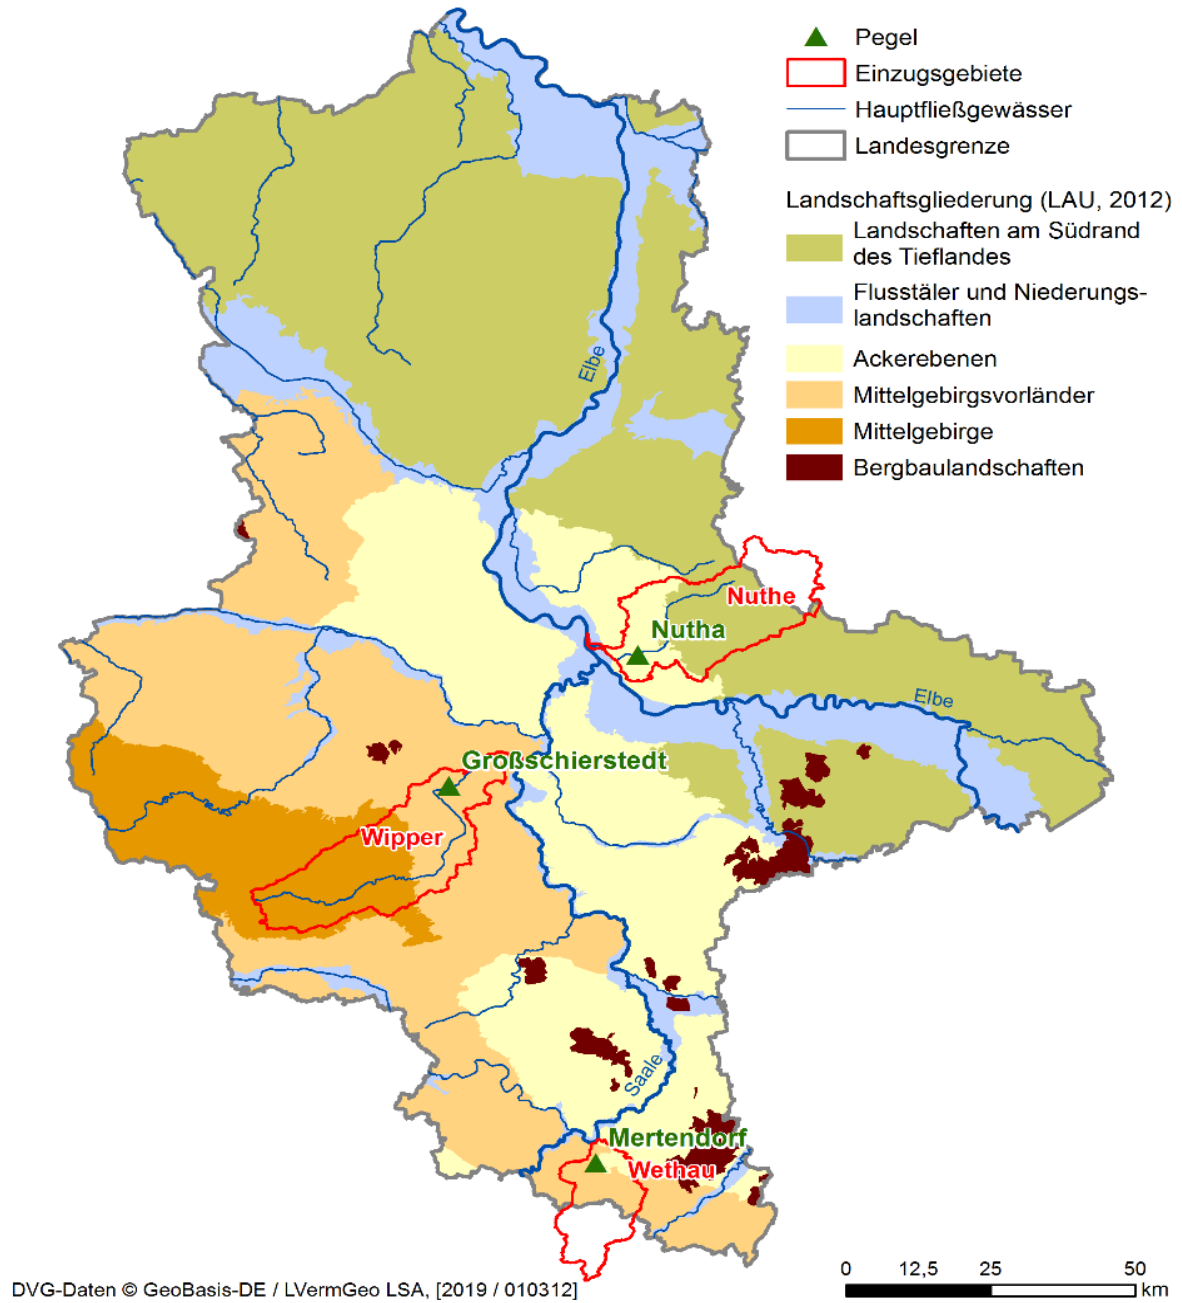 Pegel
Einzugsgebiete
Hauptfließgewässer
Landesgrenze
Landschaftsgliederung (LAU, 2012)
Landschaften am Südrand
des Tieflandes
Flusstäler und Niederungs-
landschaften
Ackerebenen
Mittelgebirgsvorländer
Mittelgebirge
Bergbaulandschaften
Elbe
Nuthe
Nutha
Elbe
Großschierstedt
Wipper
Saale
Mertendorf
Wethau
0 12,5 25 50
km
DVG-Daten © GeoBasis-DE / LVermGeo LSA, [2019 / 010312]